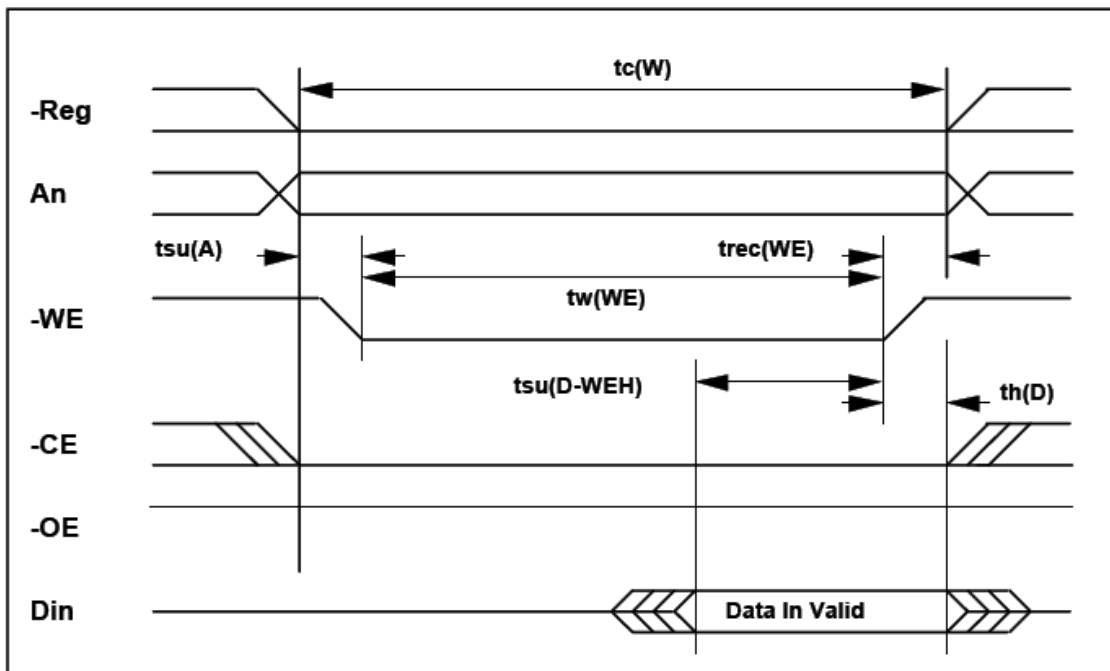 tc(W)
-Reg
An
tsu(A)
trec(WE)
tw(WE)
-WE
tsu(D-WEH)
th(D)
-CE
-OE
Din
Data In Valid